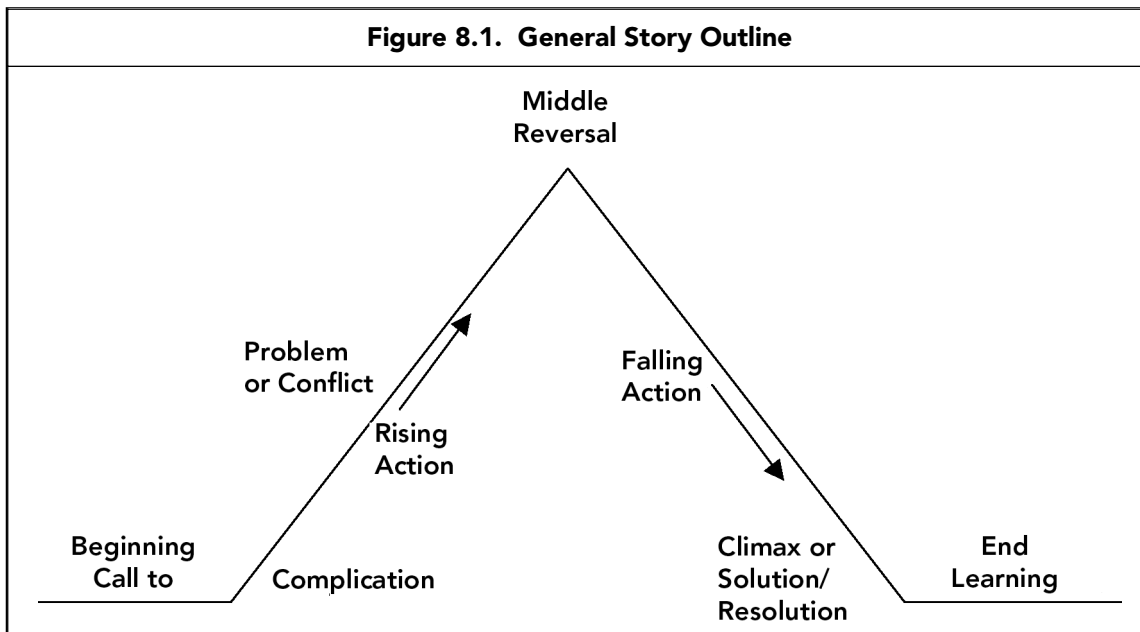 Figure 8.1. General Story Outline
Middle
Reversal
Problem
or Conflict
Rising
Action
Falling
Action
Beginning
Call to
Complication
Climax or
Solution/
Resolution
End
Learning